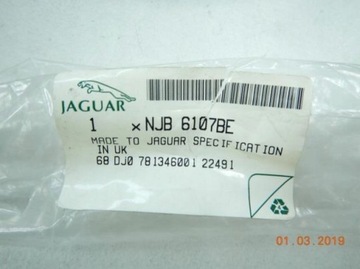 JAGUAR
1 x NJB 6107BE
MADE TO JAGUAR SPECIFICATION
IN UK
68 DJ0 781346001 22491
01.03.2019